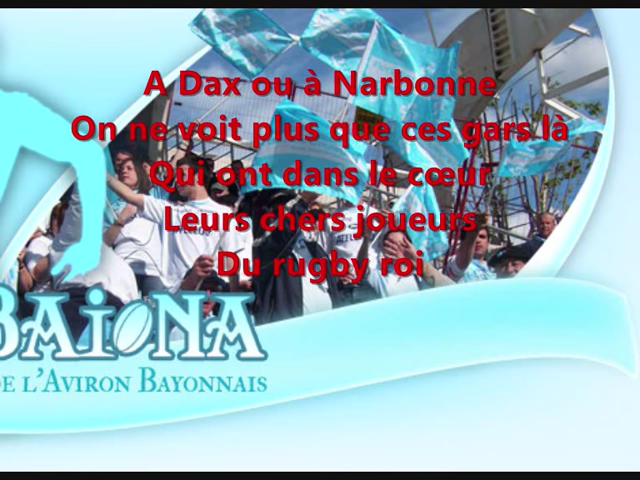 A Dax ou à Narbonne
On ne voit plus que ces gars là
Qui ont dans le cœur
Leurs chers joueurs
Du rugby roi
BAIONA
DE L'AVIRON BAYONNAIS